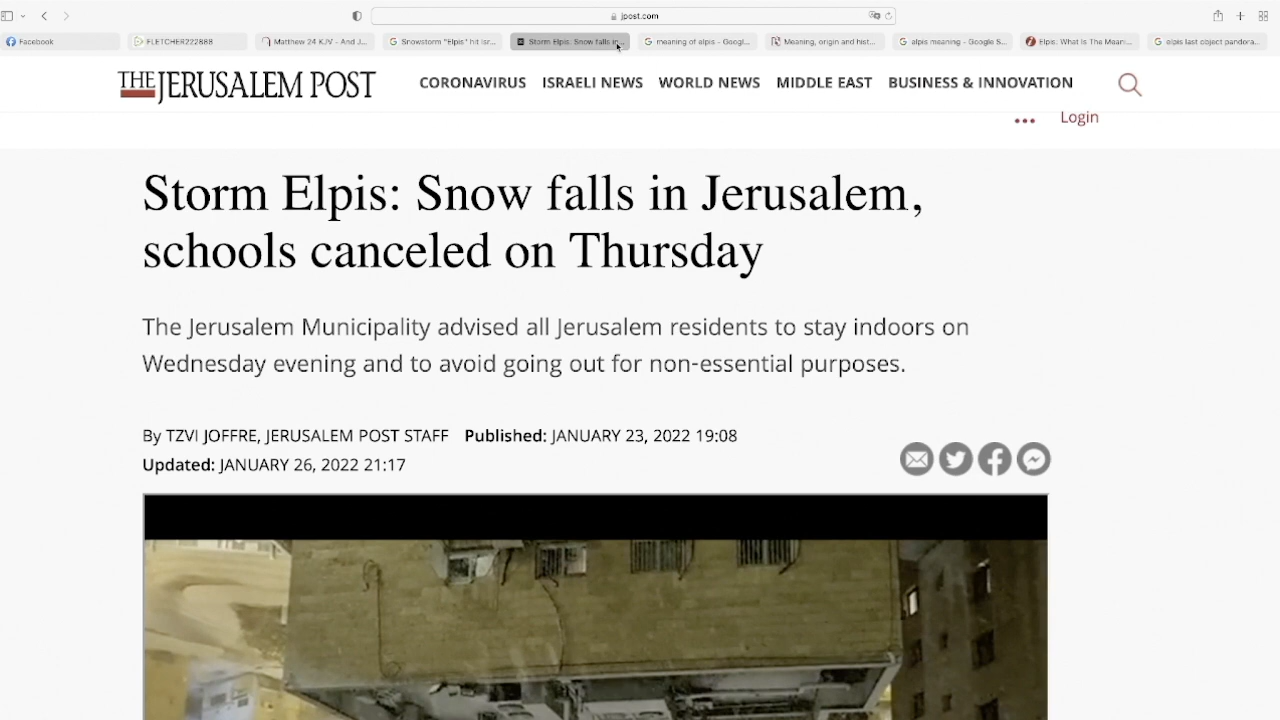 jpost.com
Facebook
FLETCHER222888
Matthew 24 KJV - And J...
Snowstorm "Elpis" hit Isr...
Storm Elpis: Snow falls in
meaning of elpis - Googl...
Meaning, origin and hist...
elpis meaning - Google S...
Elpis: What Is The Meani...
elpis last object pandora...
THE JERUSALEM POST
CORONAVIRUS ISRAELI NEWS WORLD NEWS MIDDLE EAST BUSINESS & INNOVATION
... Login
Storm Elpis: Snow falls in Jerusalem,
schools canceled on Thursday
The Jerusalem Municipality advised all Jerusalem residents to stay indoors on
Wednesday evening and to avoid going out for non-essential purposes.
By TZVI JOFFRE, JERUSALEM POST STAFF Published: JANUARY 23, 2022 19:08
Updated: JANUARY 26, 2022 21:17